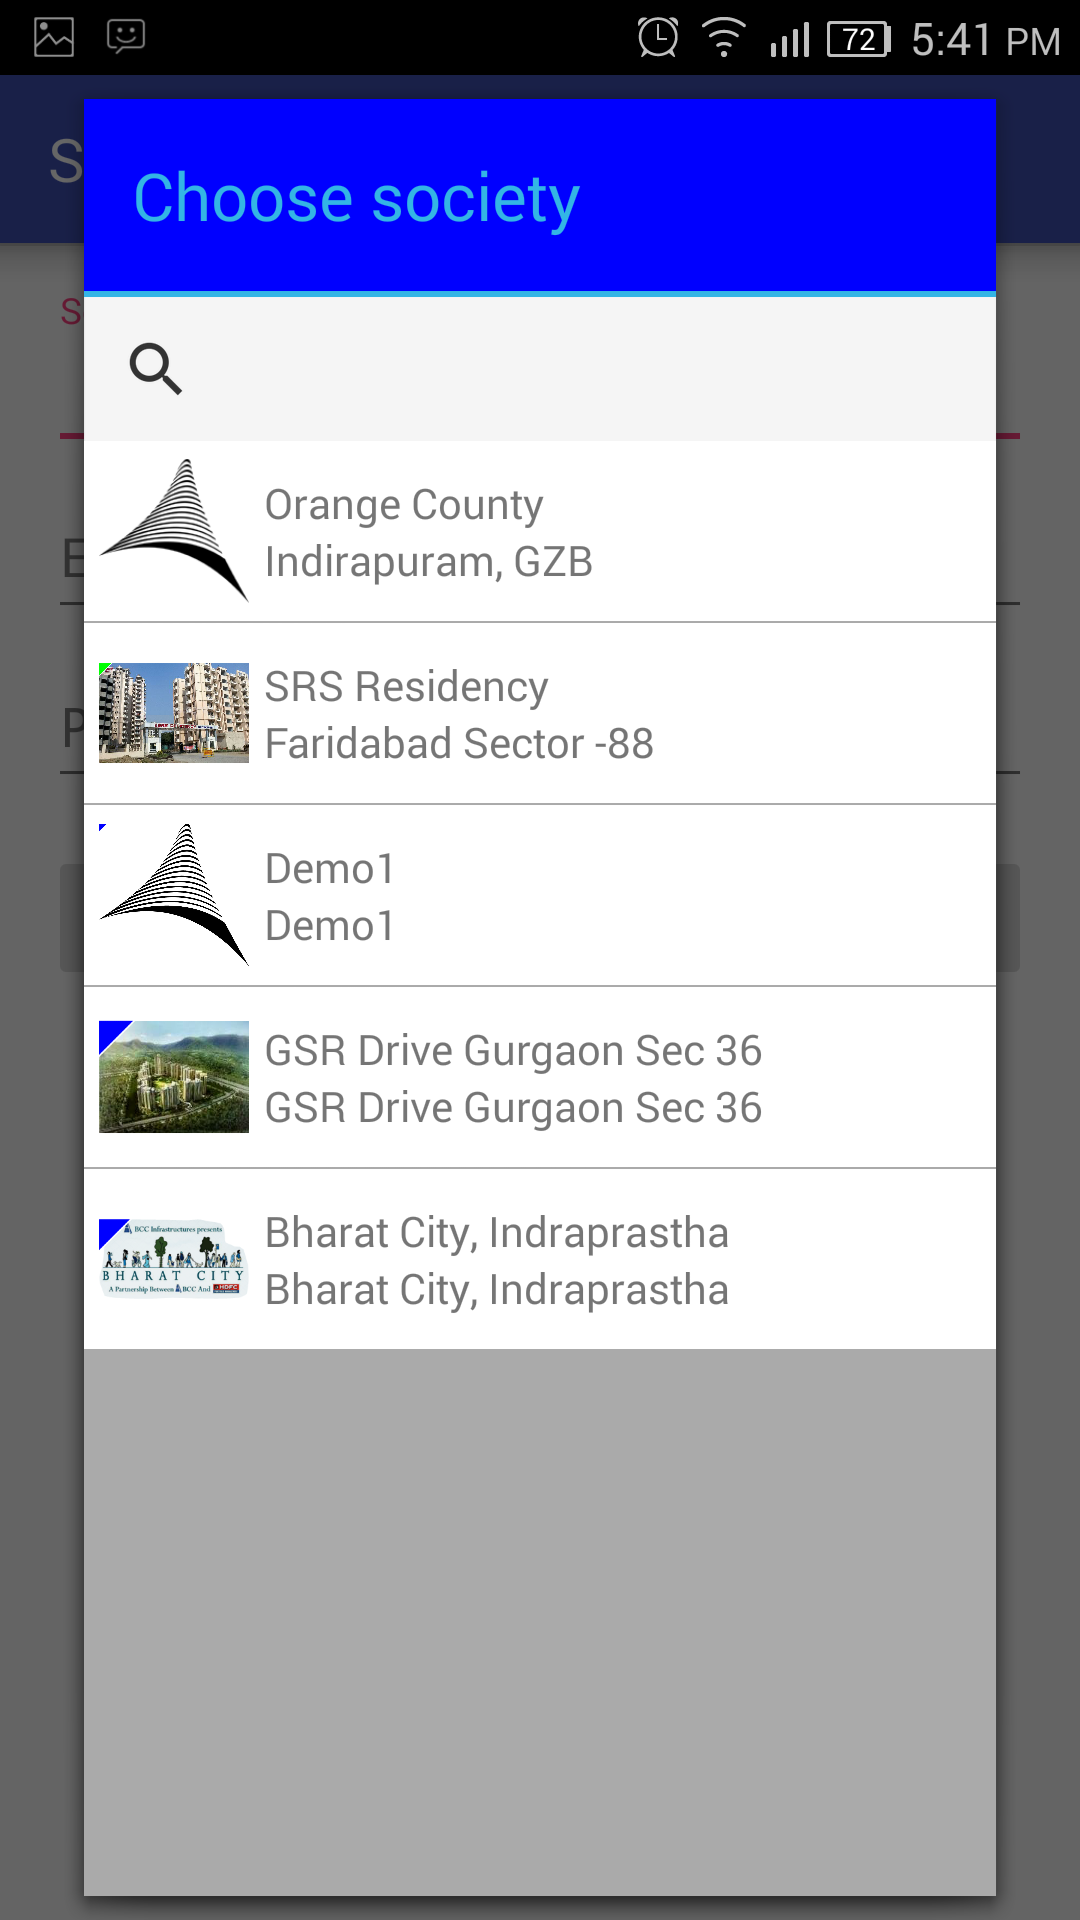 72 5:41 PM
S
Choose society
S
Orange County
Indirapuram, GZB
E
SRS Residency
Faridabad Sector -88
P
Demo1
Demo1
GSR Drive Gurgaon Sec 36
GSR Drive Gurgaon Sec 36
BCC Infrastructures presents
BHARAT CITY
A Partnership Between BCC And HDFC
Bharat City, Indraprastha
Bharat City, Indraprastha